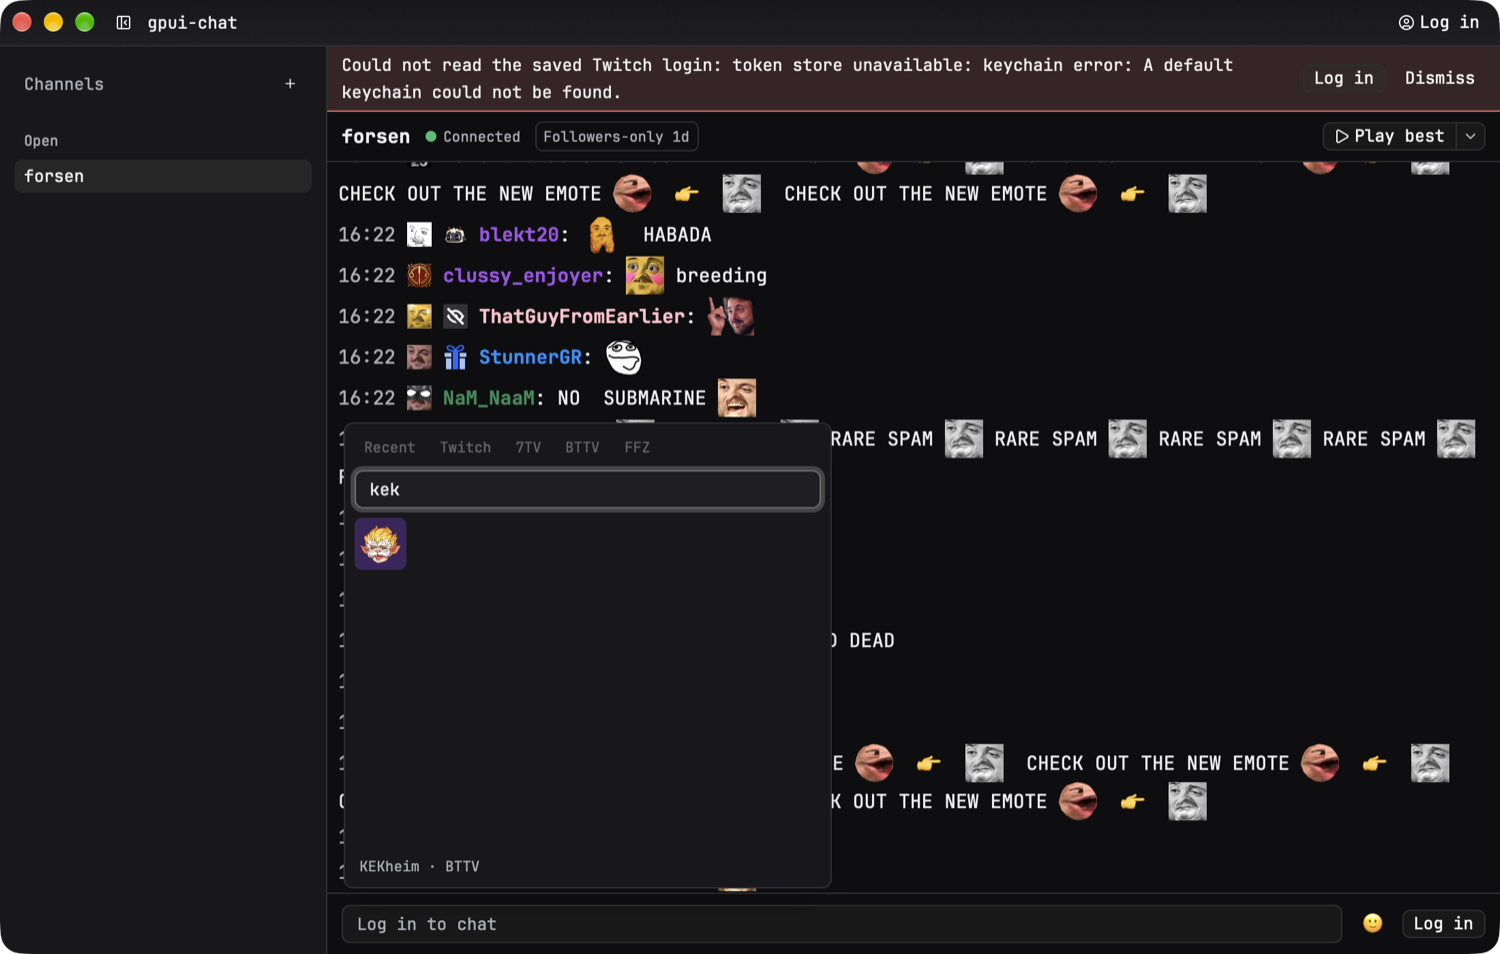 gpui-chat
Log in
Channels
+
Open
forsen
Could not read the saved Twitch login: token store unavailable: keychain error: A default
keychain could not be found.
Log in
Dismiss
forsen
Connected
Followers-only 1d
Play best
CHECK OUT THE NEW EMOTE CHECK OUT THE NEW EMOTE
16:22 blekt20: HABADA
16:22 clussy_enjoyer: breeding
16:22 ThatGuyFromEarlier:
16:22 StunnerGR:
16:22 NaM_NaaM: NO SUBMARINE
RARE SPAM RARE SPAM RARE SPAM RARE SPAM
Recent Twitch 7TV BTTV FFZ
kek
DEAD
CHECK OUT THE NEW EMOTE
OUT THE NEW EMOTE
KEKheim · BTTV
Log in to chat
Log in